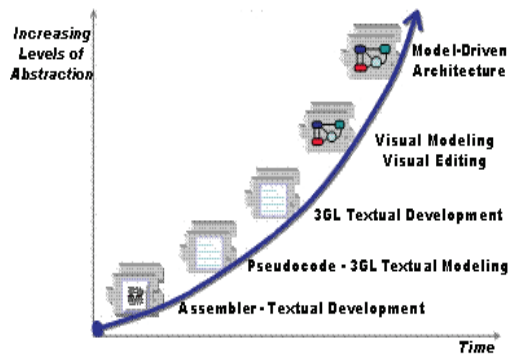 Increasing
Levels of
Abstraction
Model-Driven
Architecture
Visual Modeling
Visual Editing
3GL Textual Development
Pseudocode - 3GL Textual Modeling
Assembler - Textual Development
Time